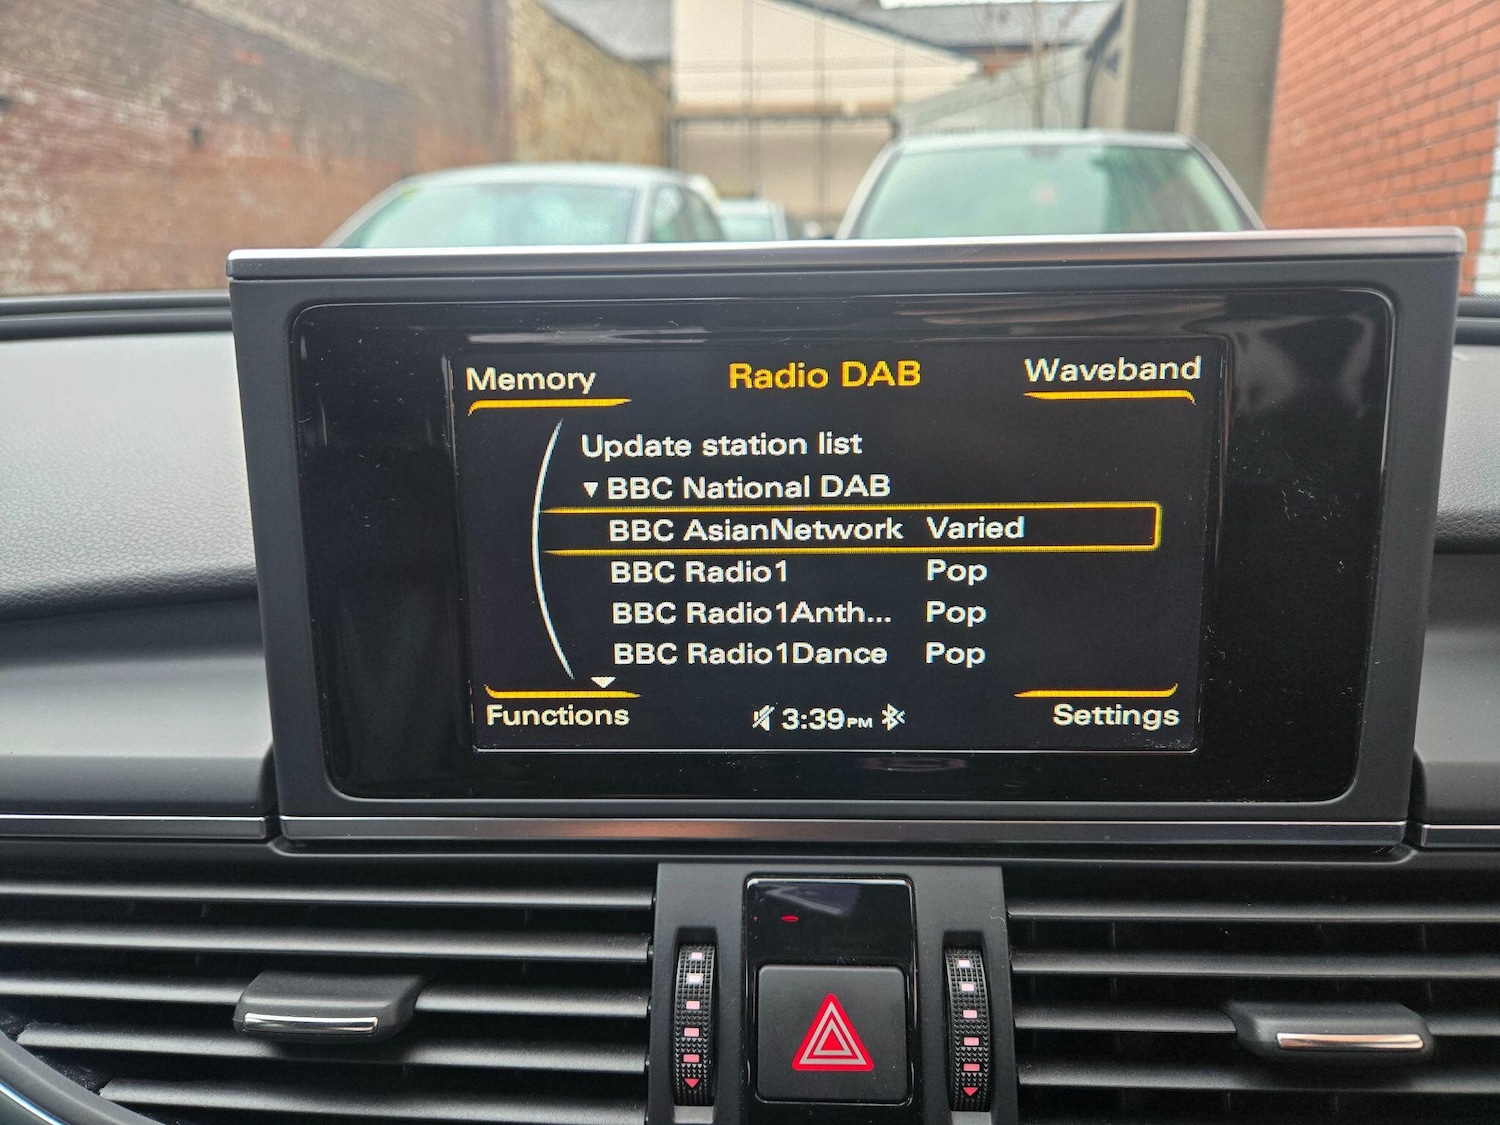 Memory Radio DAB Waveband
Update station list
▼ BBC National DAB
BBC AsianNetwork Varied
BBC Radio1 Pop
BBC Radio1Anth... Pop
BBC Radio1Dance Pop
Functions 3:39PM Settings